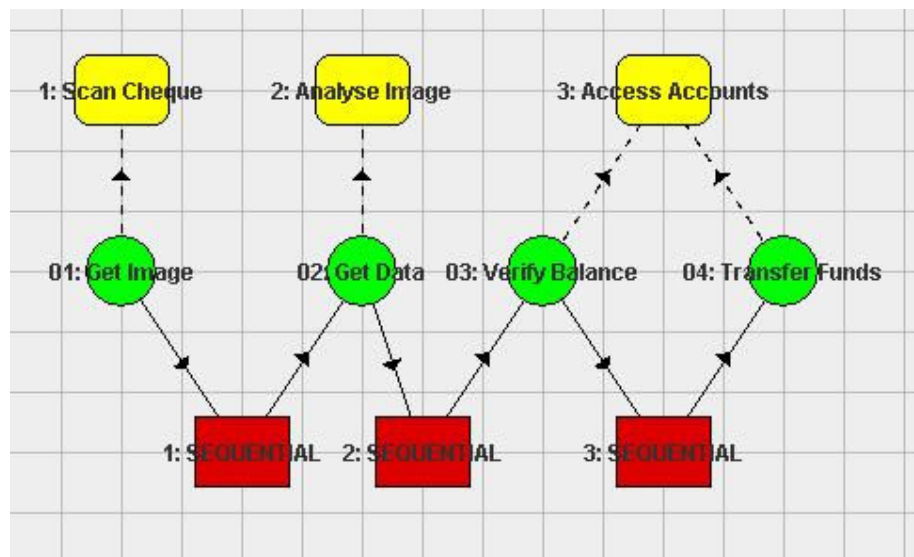 1: Scan Cheque
2: Analyse Image
3: Access Accounts
01: Get Image
02: Get Data
03: Verify Balance
04: Transfer Funds
1: SEQUENTIAL
2: SEQUENTIAL
3: SEQUENTIAL